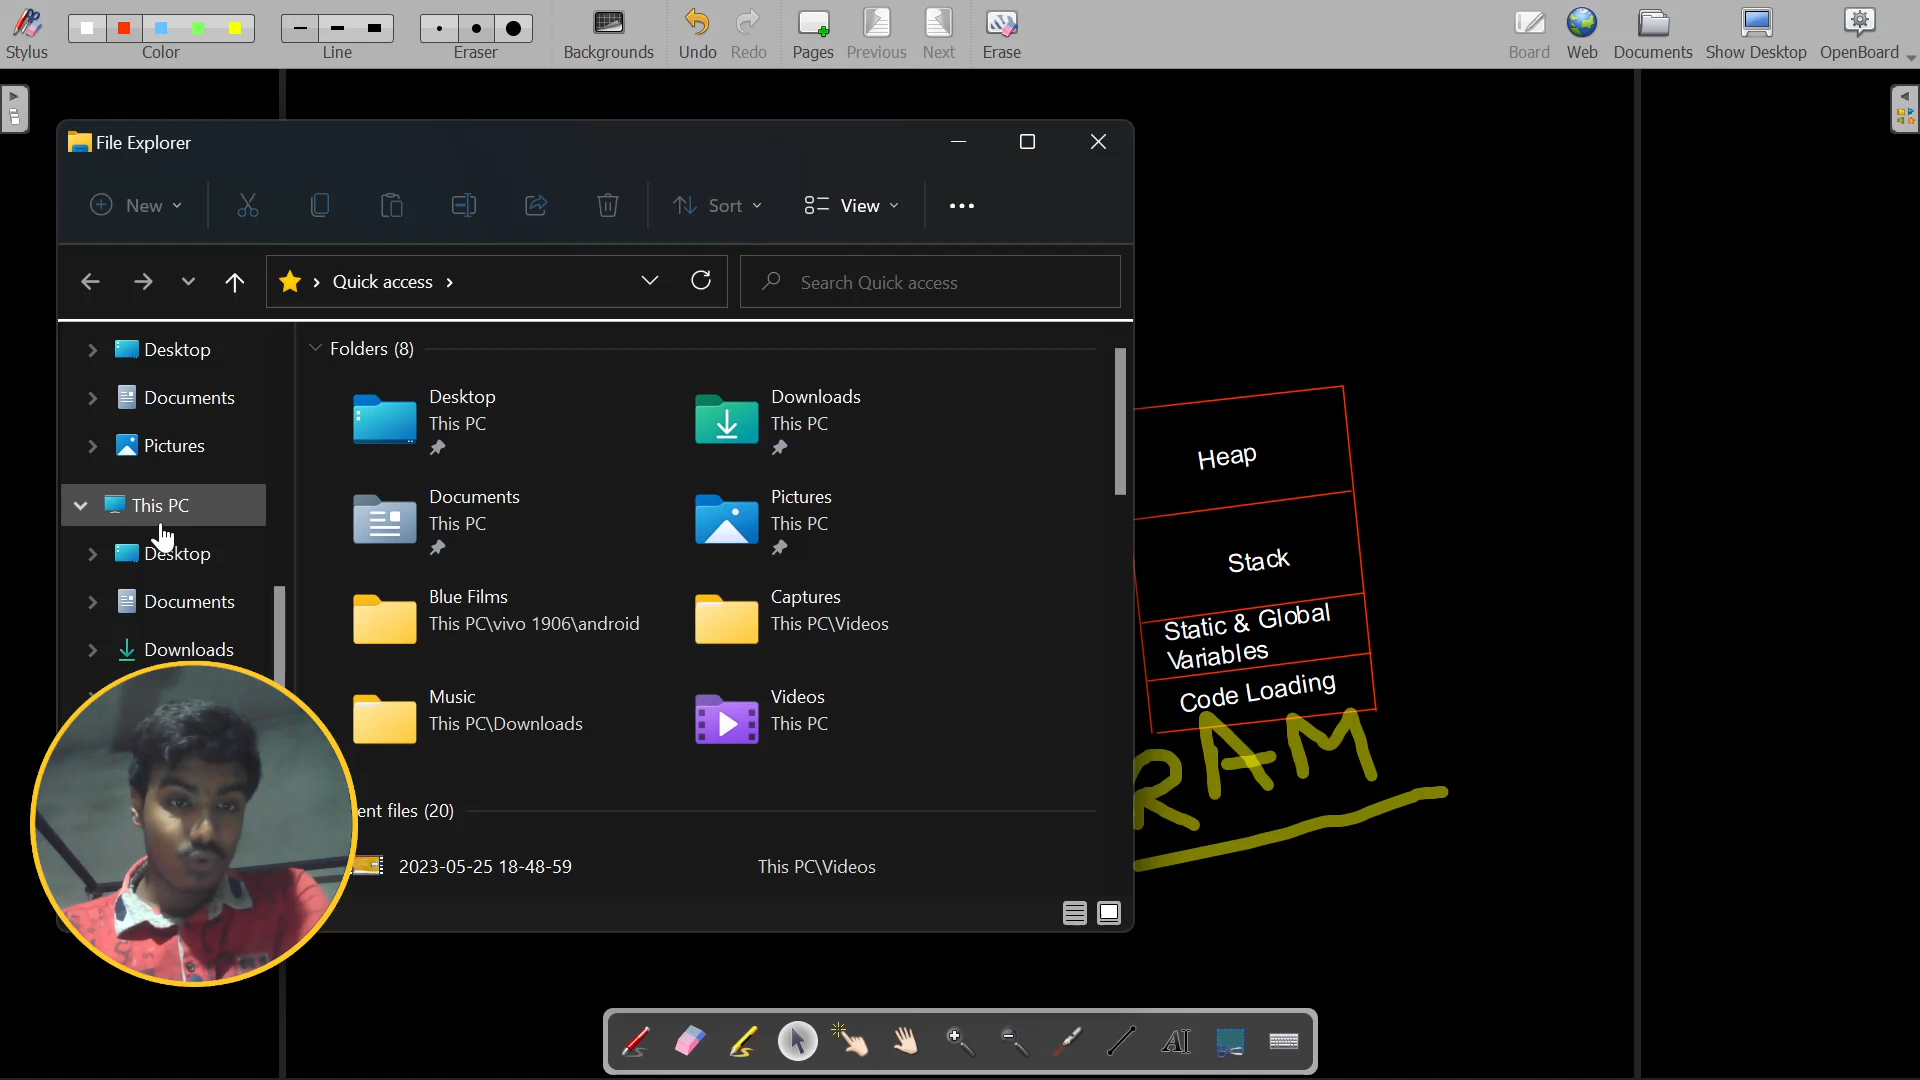 Stylus
Color
Line
Eraser
Backgrounds
Undo
Redo
Pages
Previous
Next
Erase
Board
Web
Documents
Show Desktop
OpenBoard
File Explorer
New
Sort
View
Quick access
Search Quick access
Desktop
Documents
Pictures
This PC
Desktop
Documents
Downloads
Folders (8)
Desktop
This PC
Downloads
This PC
Documents
This PC
Pictures
This PC
Blue Films
This PC\vivo 1906\android
Captures
This PC\Videos
Music
This PC\Downloads
Videos
This PC
ent files (20)
2023-05-25 18-48-59
This PC\Videos
Heap
Stack
Static & Global
Variables
Code Loading
RAM
AI